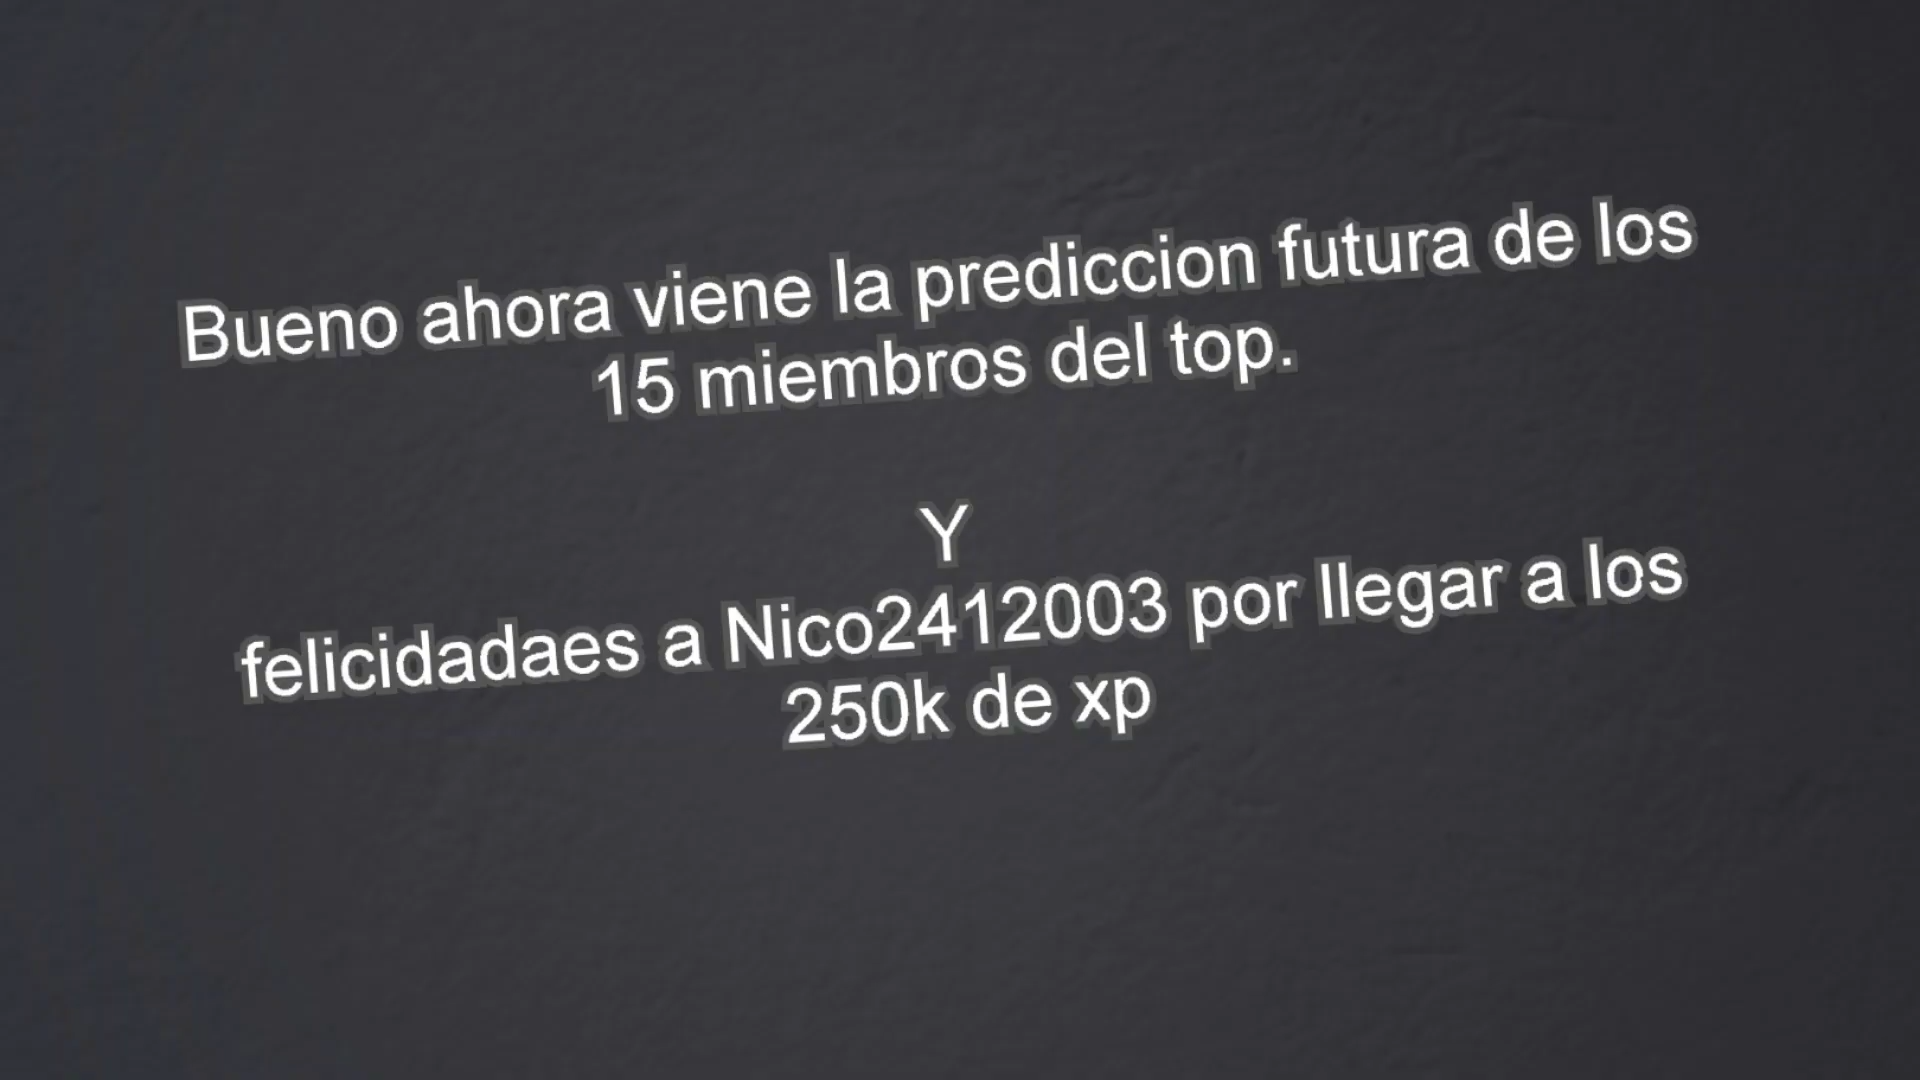 Bueno ahora viene la prediccion futura de los
15 miembros del top.
Y
felicidadaes a Nico2412003 por llegar a los
250k de xp